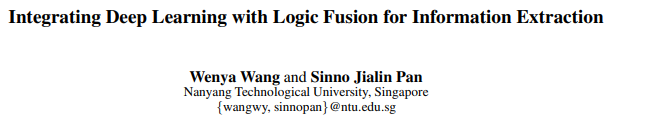 Integrating Deep Learning with Logic Fusion for Information Extraction
Wenya Wang and Sinno Jialin Pan
Nanyang Technological University, Singapore
{wangwy, sinnopan}@ntu.edu.sg